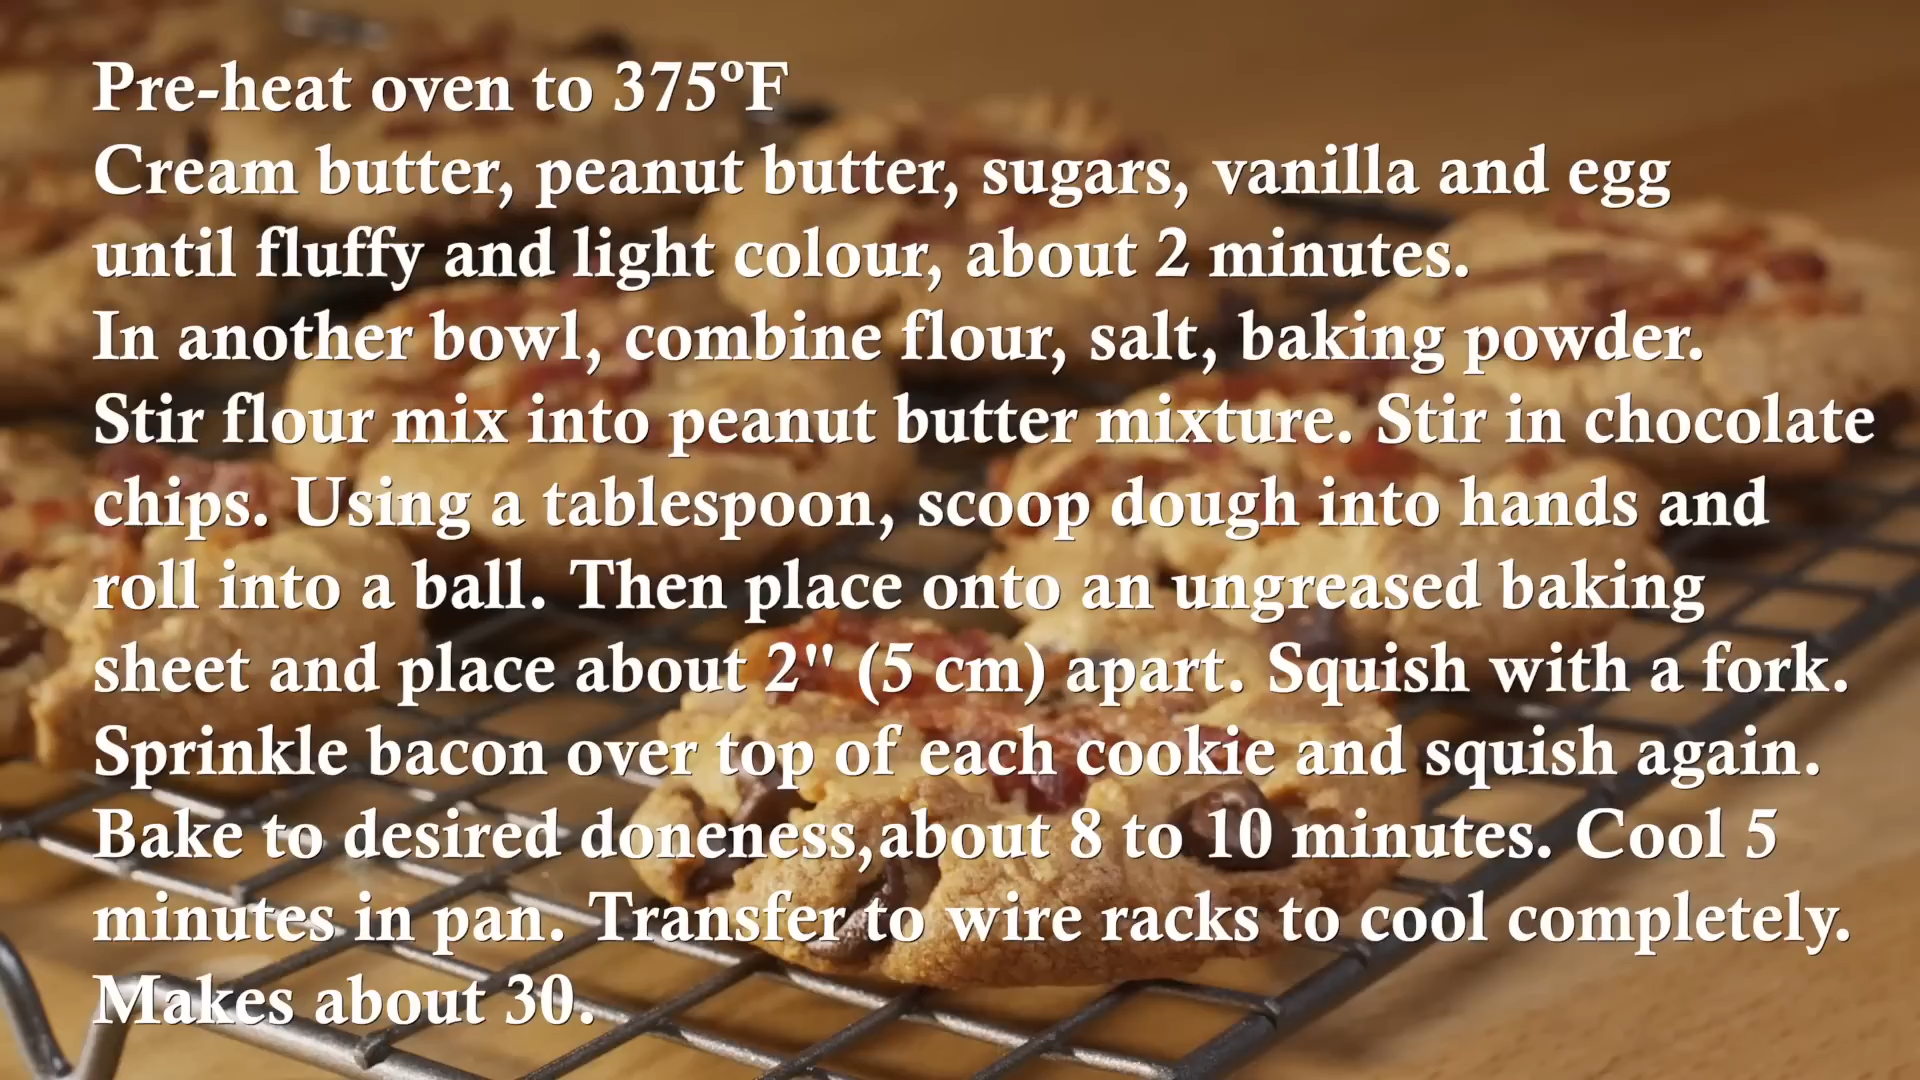 Pre-heat oven to 375ºF
Cream butter, peanut butter, sugars, vanilla and egg
until fluffy and light colour, about 2 minutes.
In another bowl, combine flour, salt, baking powder.
Stir flour mix into peanut butter mixture. Stir in chocolate
chips. Using a tablespoon, scoop dough into hands and
roll into a ball. Then place onto an ungreased baking
sheet and place about 2" (5 cm) apart. Squish with a fork.
Sprinkle bacon over top of each cookie and squish again.
Bake to desired doneness,about 8 to 10 minutes. Cool 5
minutes in pan. Transfer to wire racks to cool completely.
Makes about 30.